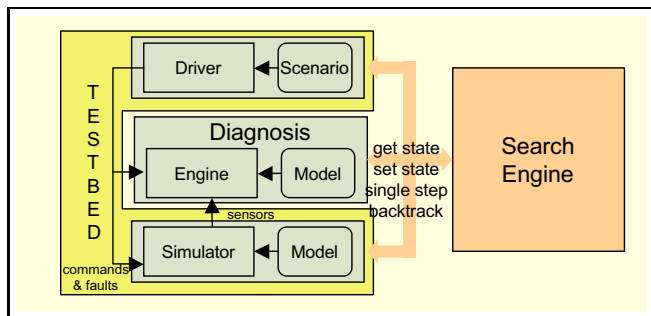 TESTBED
Driver
Scenario
Diagnosis
Engine
Model
sensors
Simulator
Model
commands
& faults
get state
set state
single step
backtrack
Search
Engine